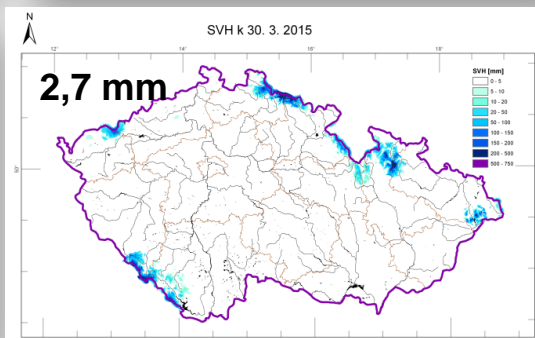 N
SVH k 30. 3. 2015
12° 14° 16° 18°
2,7 mm
50°
SVH [mm]
0 - 5
5 - 10
10 - 20
20 - 50
50 - 100
100 - 150
150 - 200
200 - 500
500 - 750